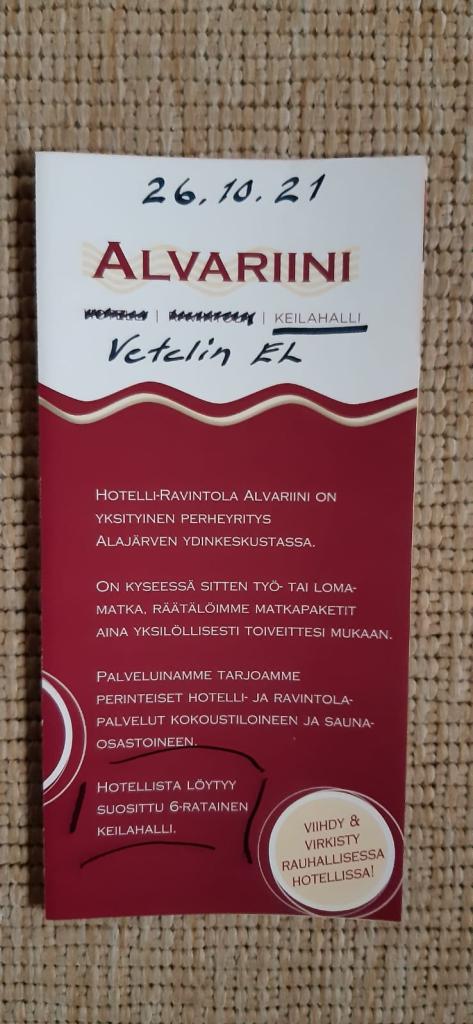 26.10.21
ALVARIINI
HOTELLI | RAVINTOLA | KEILAHALLI
Vetelin EL
HOTELLI-RAVINTOLA ALVARIINI ON
YKSITYINEN PERHEYRITYS
ALAJÄRVEN YDINKESKUSTASSA.
ON KYSEESSÄ SITTEN TYÖ- TAI LOMA-
MATKA, RÄÄTÄLÖIMME MATKAPAKETIT
AINA YKSILÖLLISESTI TOIVEITTESI MUKAAN.
PALVELUINAMME TARJOAMME
PERINTEISET HOTELLI- JA RAVINTOLA-
PALVELUT KOKOUSTILOINEEN JA SAUNA-
OSASTOINEEN.
HOTELLISTA LÖYTYY
SUOSITTU 6-RATAINEN
KEILAHALLI.
VIIHDY &
VIRKISTY
RAUHALLISESSA
HOTELLISSA!